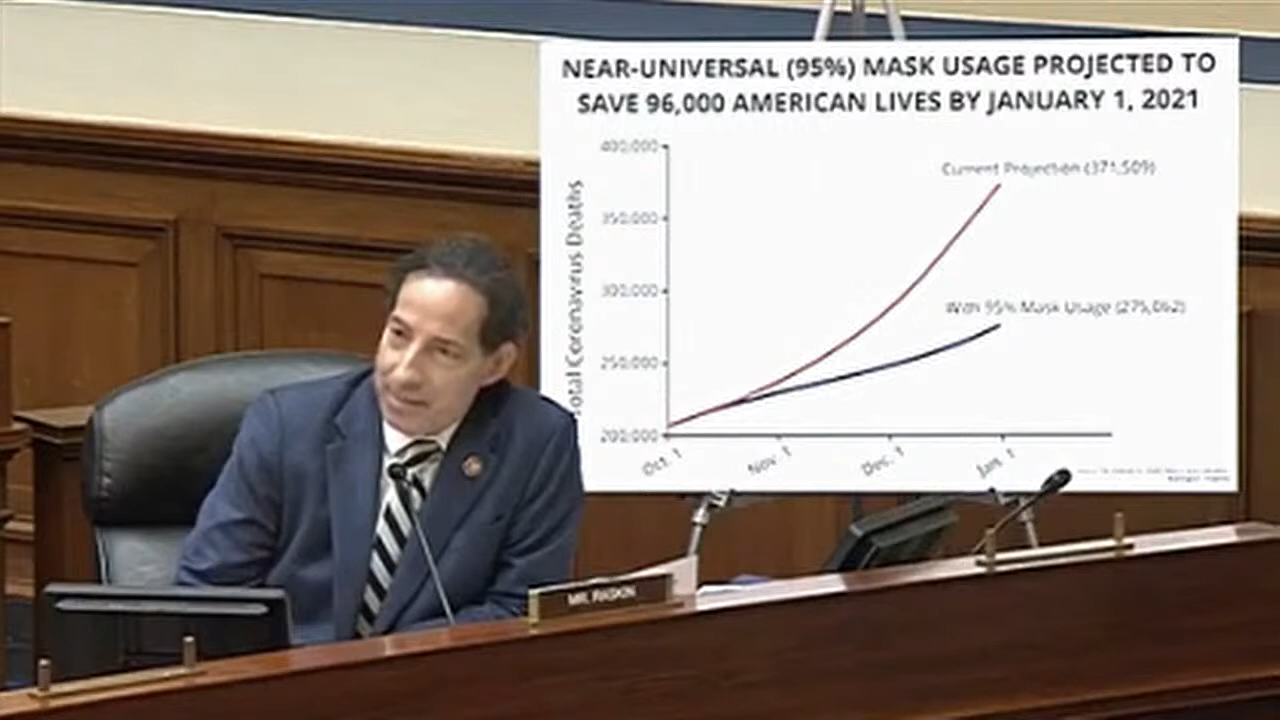 NEAR-UNIVERSAL (95%) MASK USAGE PROJECTED TO
SAVE 96,000 AMERICAN LIVES BY JANUARY 1, 2021
400,000
Current Projection (371,509)
350,000
300,000
With 95% Mask Usage (275,062)
250,000
200,000
Total Coronavirus Deaths
Oct. 1
Nov. 1
Dec. 1
Jan. 1
MR. RASKIN